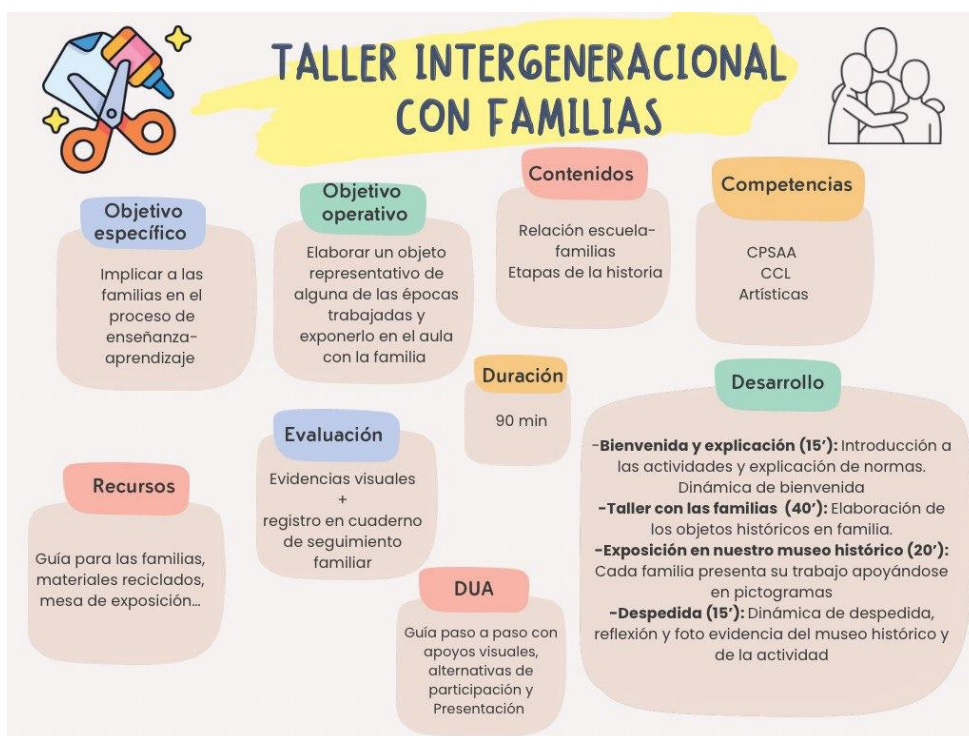 TALLER INTERGENERACIONAL
CON FAMILIAS
Objetivo
específico
Implicar a las
familias en el
proceso de
enseñanza-
aprendizaje
Objetivo
operativo
Elaborar un objeto
representativo de
alguna de las épocas
trabajadas y
exponerlo en el aula
con la familia
Contenidos
Relación escuela-
familias
Etapas de la historia
Competencias
CPSAA
CCL
Artísticas
Duración
90 min
Desarrollo
-Bienvenida y explicación (15’): Introducción a
las actividades y explicación de normas.
Dinámica de bienvenida
-Taller con las familias (40’): Elaboración de
los objetos históricos en familia.
-Exposición en nuestro museo histórico (20’):
Cada familia presenta su trabajo apoyándose
en pictogramas
-Despedida (15’): Dinámica de despedida,
reflexión y foto evidencia del museo histórico y
de la actividad
Evaluación
Evidencias visuales
+
registro en cuaderno
de seguimiento
familiar
Recursos
Guía para las familias,
materiales reciclados,
mesa de exposición...
DUA
Guía paso a paso con
apoyos visuales,
alternativas de
participación y
Presentación